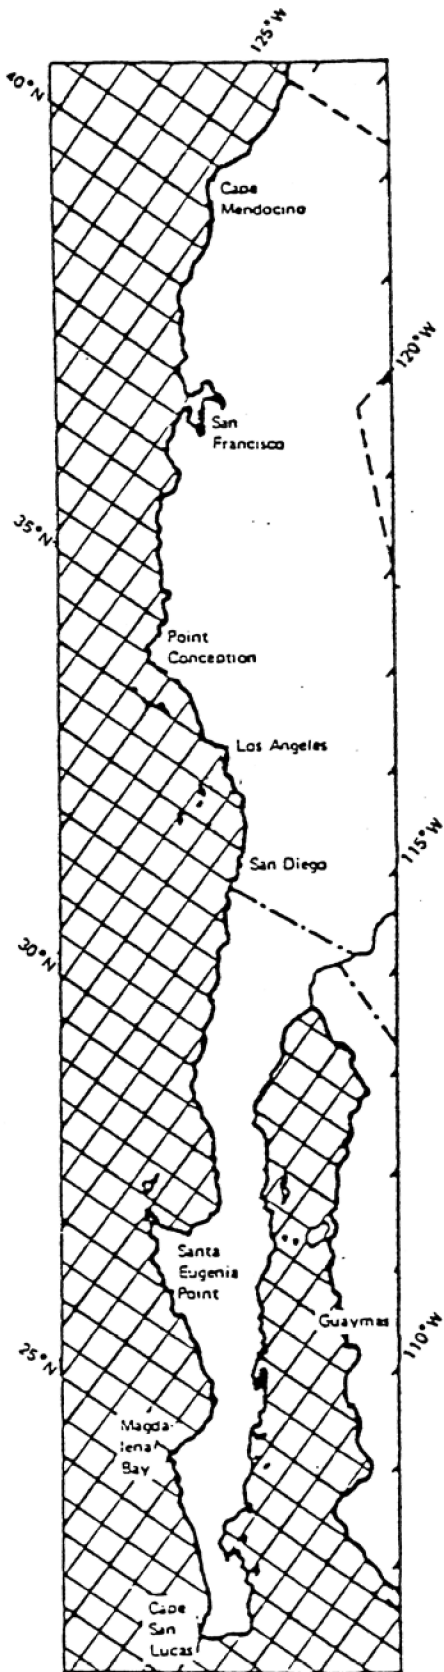 125°W
40°N
Cape
Mendocino
120°W
San
Francisco
35°N
Point
Conception
Los Angeles
115°W
San Diego
30°N
Santa
Eugenia
Point
Guaymas
110°W
25°N
Magda-
lena
Bay
Cape
San
Lucas